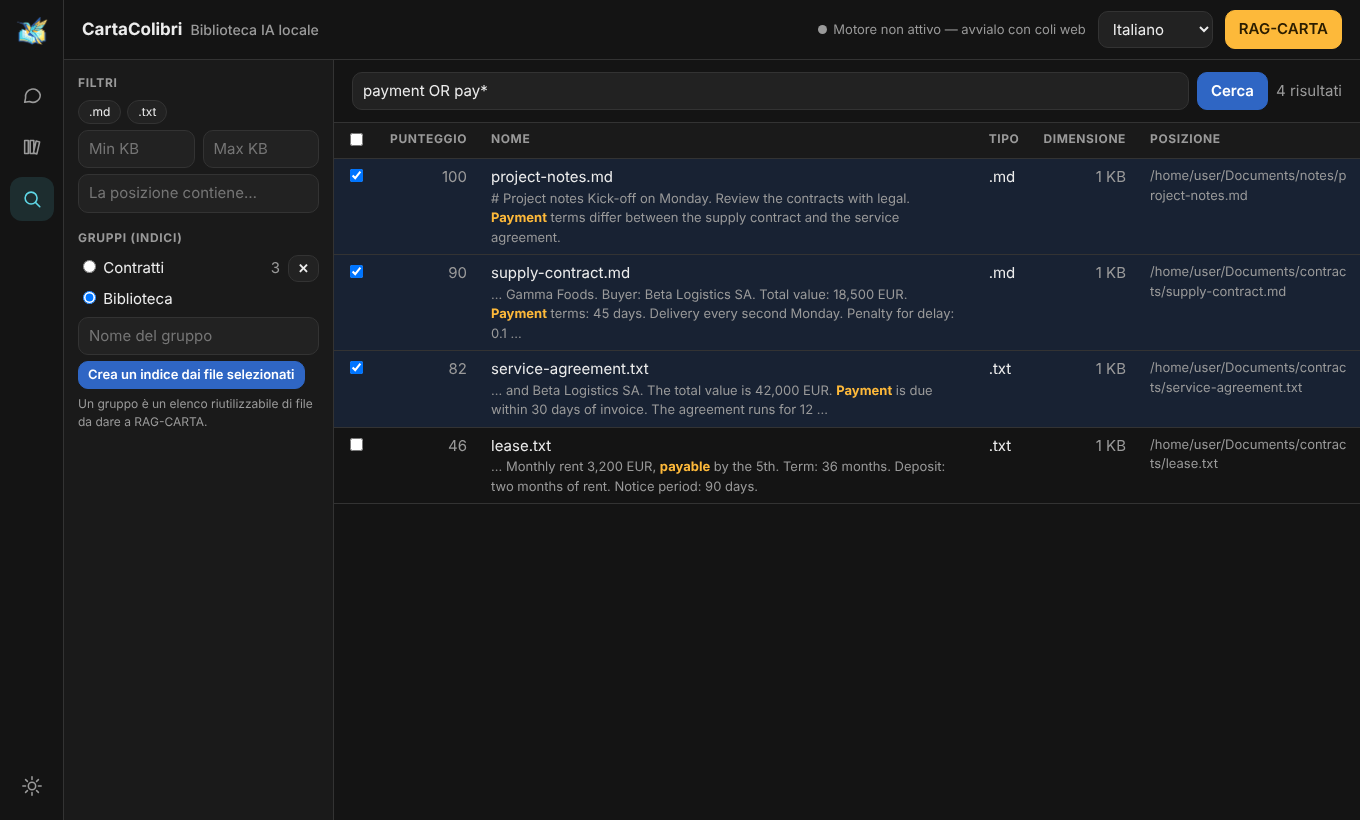 CartaColibri Biblioteca IA locale
Motore non attivo — avvialo con coli web
Italiano
RAG-CARTA
FILTRI
.md .txt
Min KB Max KB
La posizione contiene...
GRUPPI (INDICI)
Contratti 3 ×
Biblioteca
Nome del gruppo
Crea un indice dai file selezionati
Un gruppo è un elenco riutilizzabile di file
da dare a RAG-CARTA.
payment OR pay*
Cerca
4 risultati
PUNTEGGIO NOME TIPO DIMENSIONE POSIZIONE
100 project-notes.md .md 1 KB /home/user/Documents/notes/p
roject-notes.md
# Project notes Kick-off on Monday. Review the contracts with legal.
Payment terms differ between the supply contract and the service
agreement.
90 supply-contract.md .md 1 KB /home/user/Documents/contrac
ts/supply-contract.md
... Gamma Foods. Buyer: Beta Logistics SA. Total value: 18,500 EUR.
Payment terms: 45 days. Delivery every second Monday. Penalty for delay:
0.1 ...
82 service-agreement.txt .txt 1 KB /home/user/Documents/contrac
ts/service-agreement.txt
... and Beta Logistics SA. The total value is 42,000 EUR. Payment is due
within 30 days of invoice. The agreement runs for 12 ...
46 lease.txt .txt 1 KB /home/user/Documents/contrac
ts/lease.txt
... Monthly rent 3,200 EUR, payable by the 5th. Term: 36 months. Deposit:
two months of rent. Notice period: 90 days.